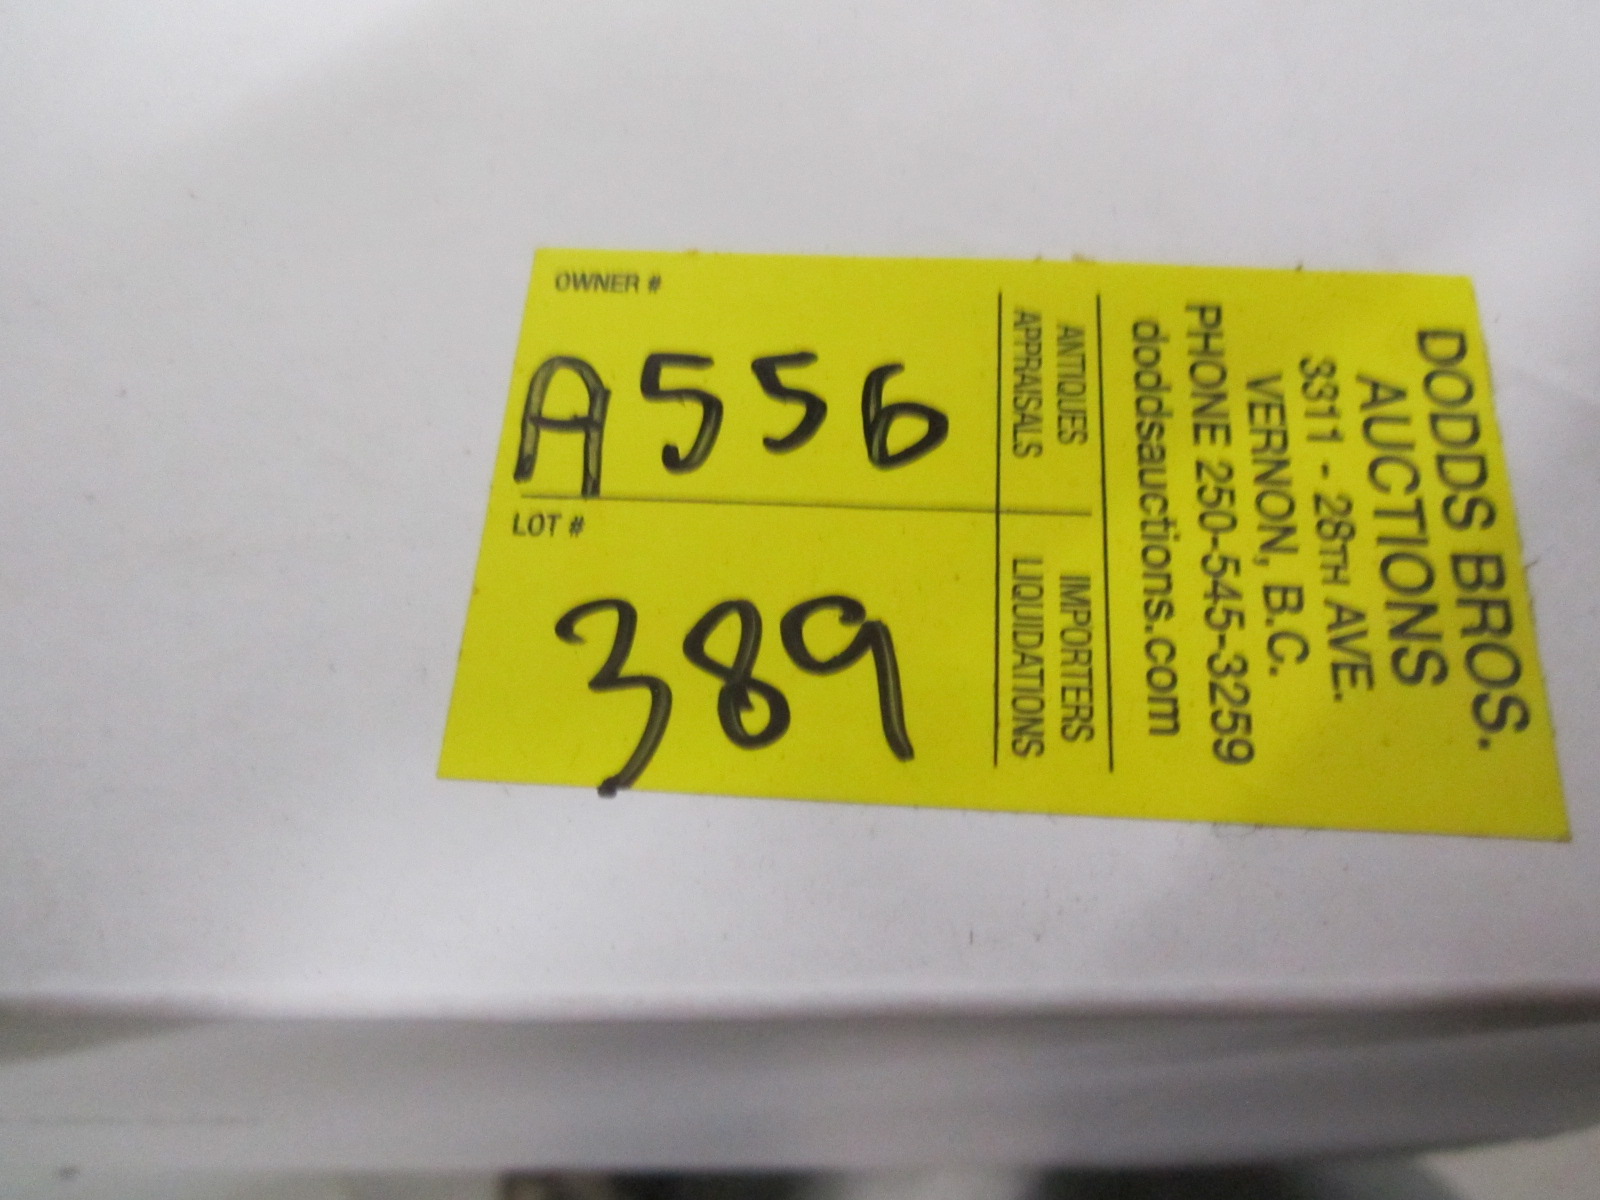 OWNER #
A556
LOT #
389
DODDS BROS.
AUCTIONS
3311 - 28TH AVE.
VERNON, B.C.
PHONE 250-545-3259
doddsauctions.com
ANTIQUES IMPORTERS
APPRAISALS LIQUIDATIONS